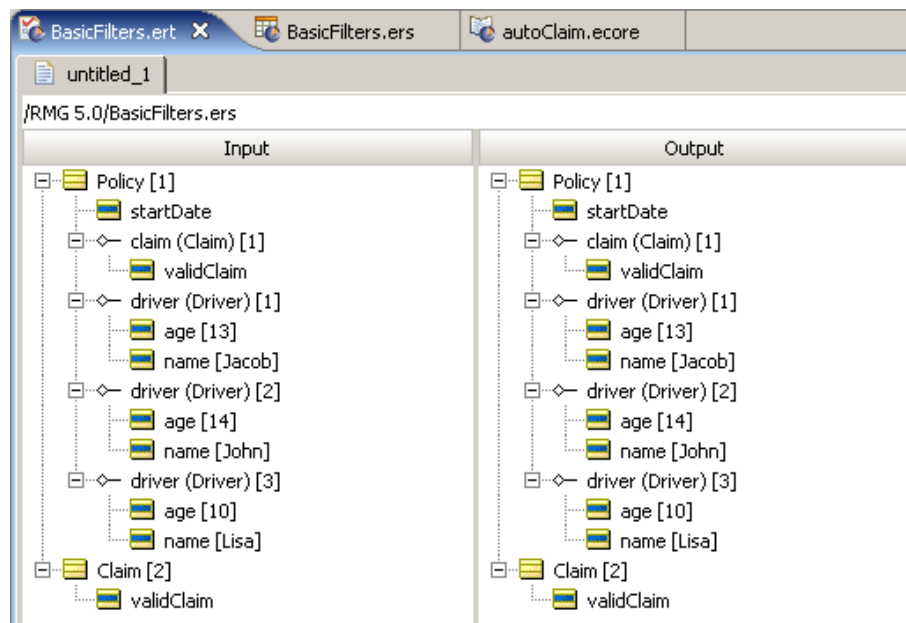 BasicFilters.ert BasicFilters.ers autoClaim.ecore
untitled_1
/RMG 5.0/BasicFilters.ers
Input Output
Policy [1] Policy [1]
startDate startDate
claim (Claim) [1] claim (Claim) [1]
validClaim validClaim
driver (Driver) [1] driver (Driver) [1]
age [13] age [13]
name [Jacob] name [Jacob]
driver (Driver) [2] driver (Driver) [2]
age [14] age [14]
name [John] name [John]
driver (Driver) [3] driver (Driver) [3]
age [10] age [10]
name [Lisa] name [Lisa]
Claim [2] Claim [2]
validClaim validClaim